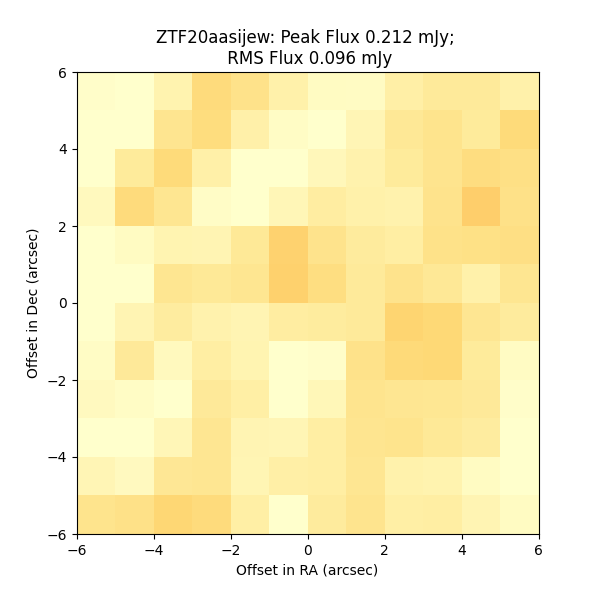 ZTF20aasijew: Peak Flux 0.212 mJy;
RMS Flux 0.096 mJy
6
4
2
0
−2
−4
−6
Offset in Dec (arcsec)
−6 −4 −2 0 2 4 6
Offset in RA (arcsec)